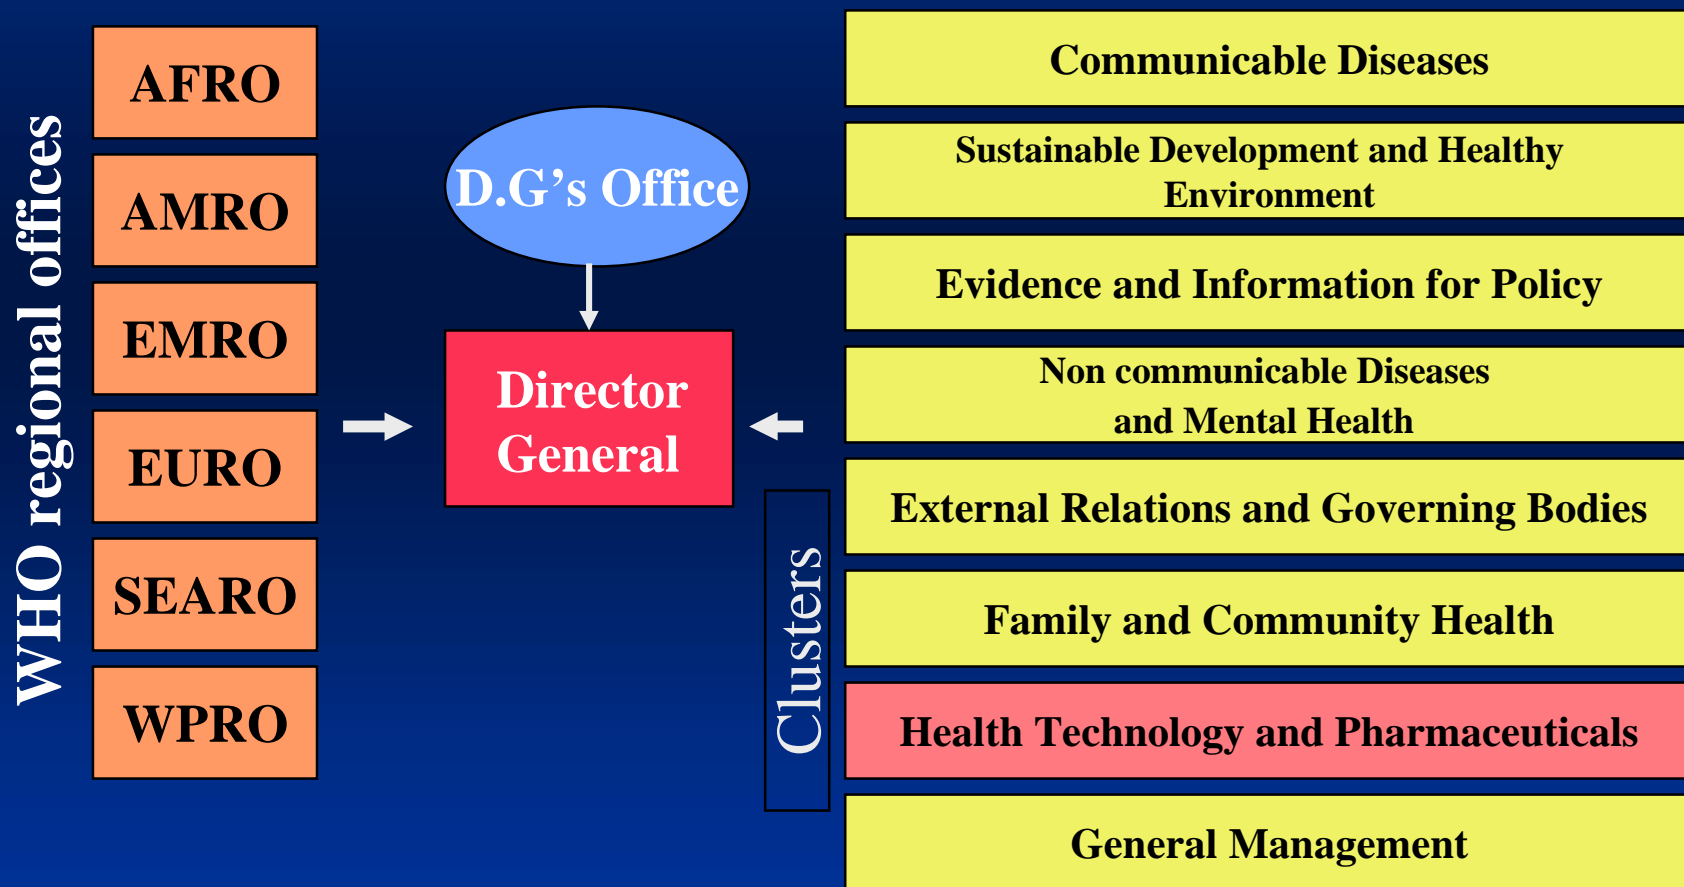 WHO regional offices
AFRO
AMRO
EMRO
EURO
SEARO
WPRO
D.G’s Office
Director
General
Clusters
Communicable Diseases
Sustainable Development and Healthy
Environment
Evidence and Information for Policy
Non communicable Diseases
and Mental Health
External Relations and Governing Bodies
Family and Community Health
Health Technology and Pharmaceuticals
General Management